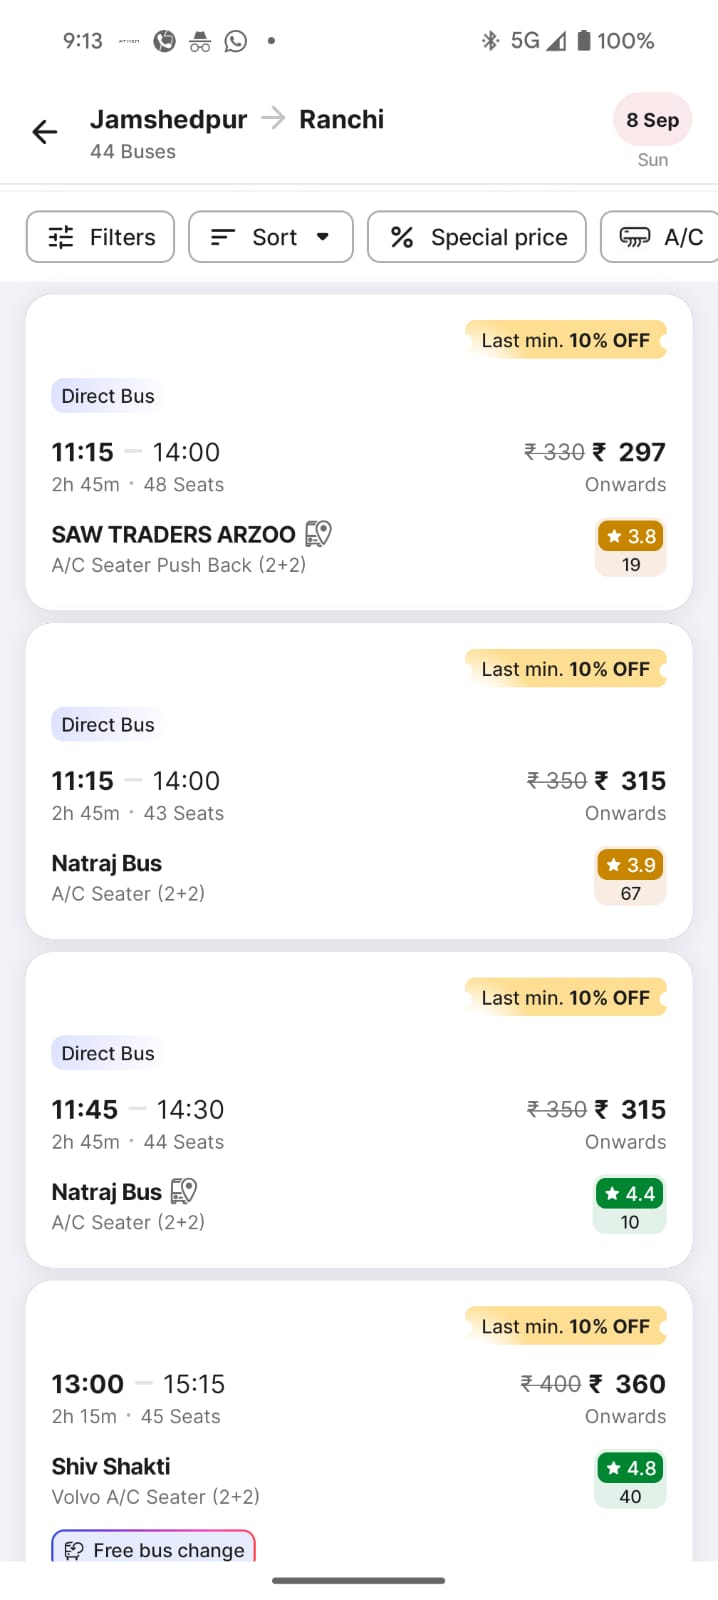 9:13 5G 100%
Jamshedpur → Ranchi
44 Buses
8 Sep
Sun
Filters Sort Special price A/C
Last min. 10% OFF
Direct Bus
11:15 — 14:00 ₹ 330 ₹ 297
2h 45m · 48 Seats Onwards
SAW TRADERS ARZOO ★ 3.8
A/C Seater Push Back (2+2) 19
Last min. 10% OFF
Direct Bus
11:15 — 14:00 ₹ 350 ₹ 315
2h 45m · 43 Seats Onwards
Natraj Bus ★ 3.9
A/C Seater (2+2) 67
Last min. 10% OFF
Direct Bus
11:45 — 14:30 ₹ 350 ₹ 315
2h 45m · 44 Seats Onwards
Natraj Bus ★ 4.4
A/C Seater (2+2) 10
Last min. 10% OFF
13:00 — 15:15 ₹ 400 ₹ 360
2h 15m · 45 Seats Onwards
Shiv Shakti ★ 4.8
Volvo A/C Seater (2+2) 40
Free bus change